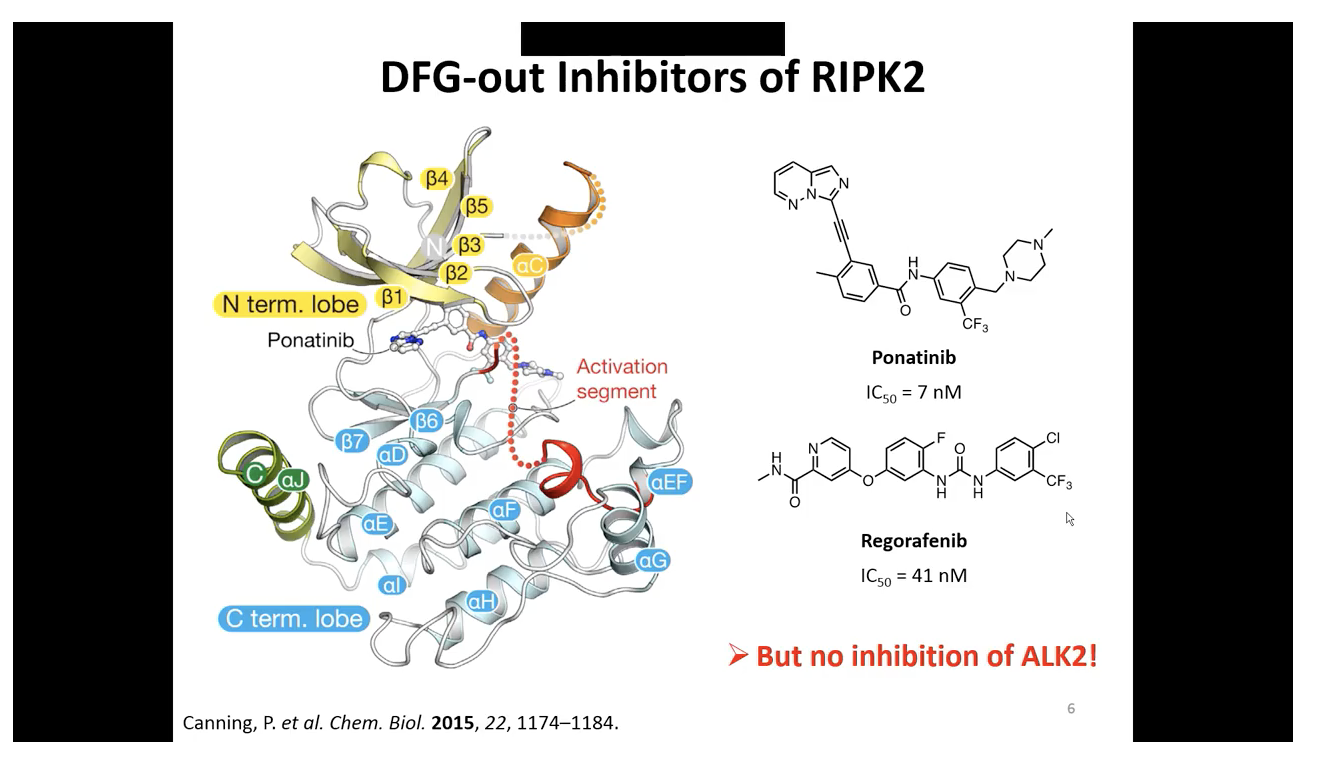 DFG-out Inhibitors of RIPK2
β4
β5
N
β3
αC
β2
β1
N term. lobe
Ponatinib
Activation
segment
β6
β7
αD
C
αJ
αEF
αF
αE
αG
αI
αH
C term. lobe
N
N
N
H
N
O
CF3
N
N
Ponatinib
IC50 = 7 nM
H
N
O
N
O
F
N
H
O
N
H
Cl
CF3
Regorafenib
IC50 = 41 nM
➢ But no inhibition of ALK2!
6
Canning, P. et al. Chem. Biol. 2015, 22, 1174–1184.